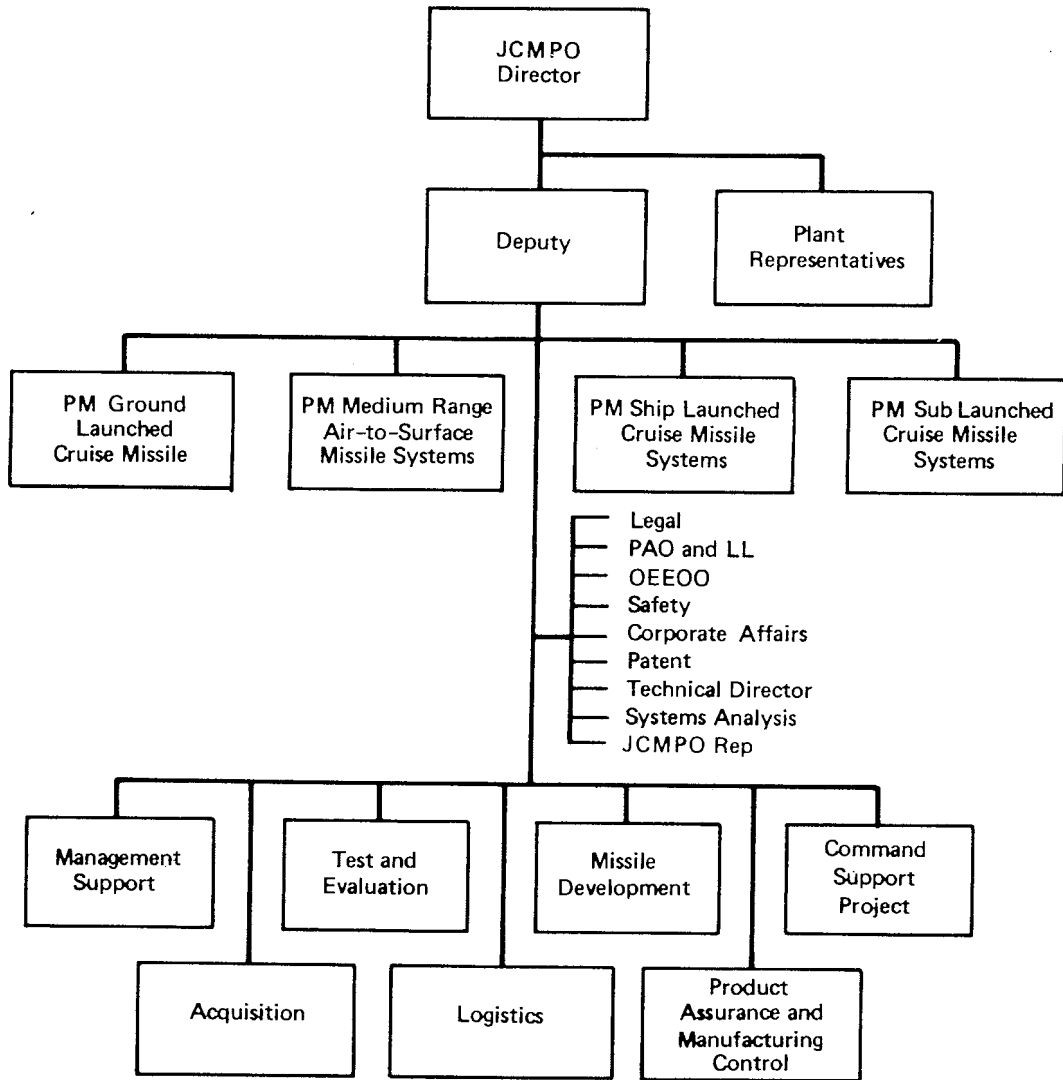 JCMPO
Director
Deputy
Plant
Representatives
PM Ground
Launched
Cruise Missile
PM Medium Range
Air-to-Surface
Missile Systems
PM Ship Launched
Cruise Missile
Systems
PM Sub Launched
Cruise Missile
Systems
Legal
PAO and LL
OEEOO
Safety
Corporate Affairs
Patent
Technical Director
Systems Analysis
JCMPO Rep
Management
Support
Test and
Evaluation
Missile
Development
Command
Support
Project
Acquisition
Logistics
Product
Assurance and
Manufacturing
Control